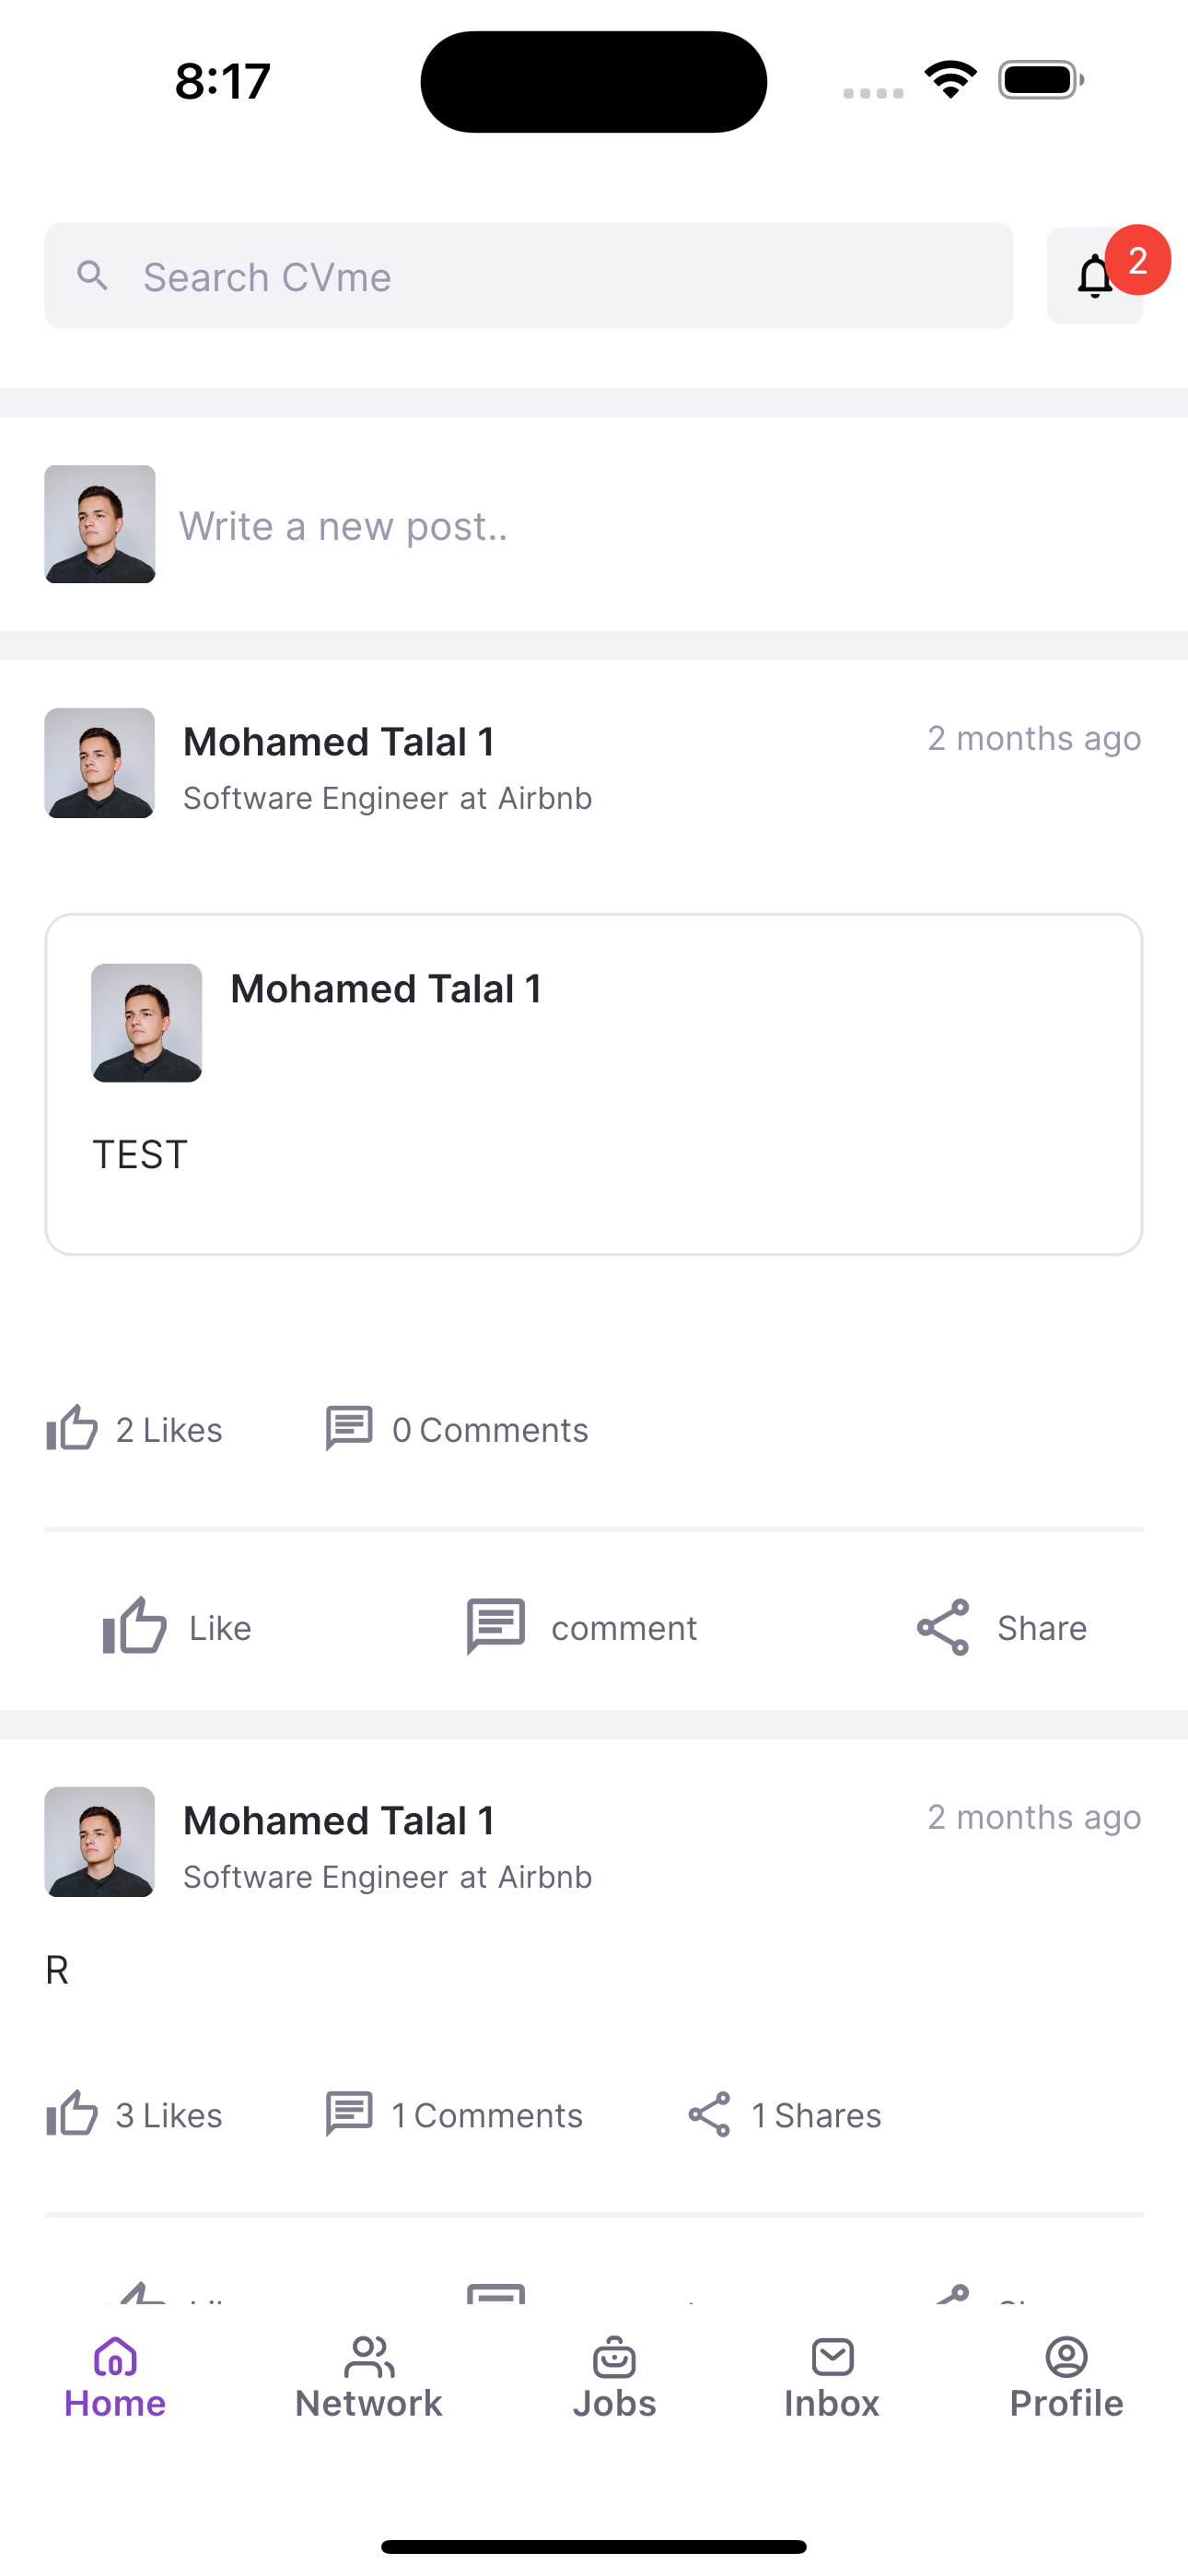 8:17
Search CVme
2
Write a new post..
Mohamed Talal 1
2 months ago
Software Engineer at Airbnb
Mohamed Talal 1
TEST
2 Likes 0 Comments
Like comment Share
Mohamed Talal 1
2 months ago
Software Engineer at Airbnb
R
3 Likes 1 Comments 1 Shares
Home Network Jobs Inbox Profile